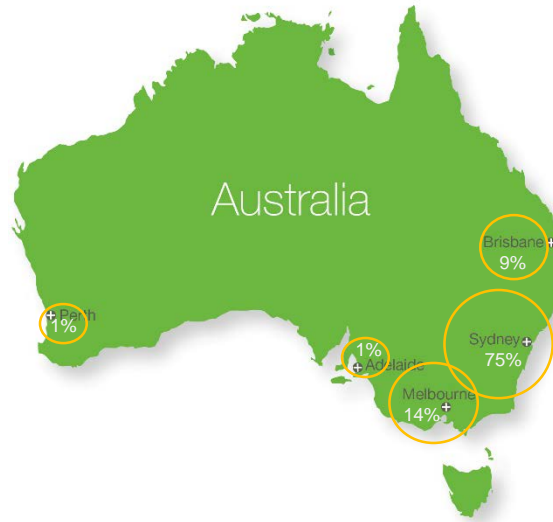 Australia
Brisbane
9%
Perth
1%
Sydney
75%
1%
Adelaide
Melbourne
14%